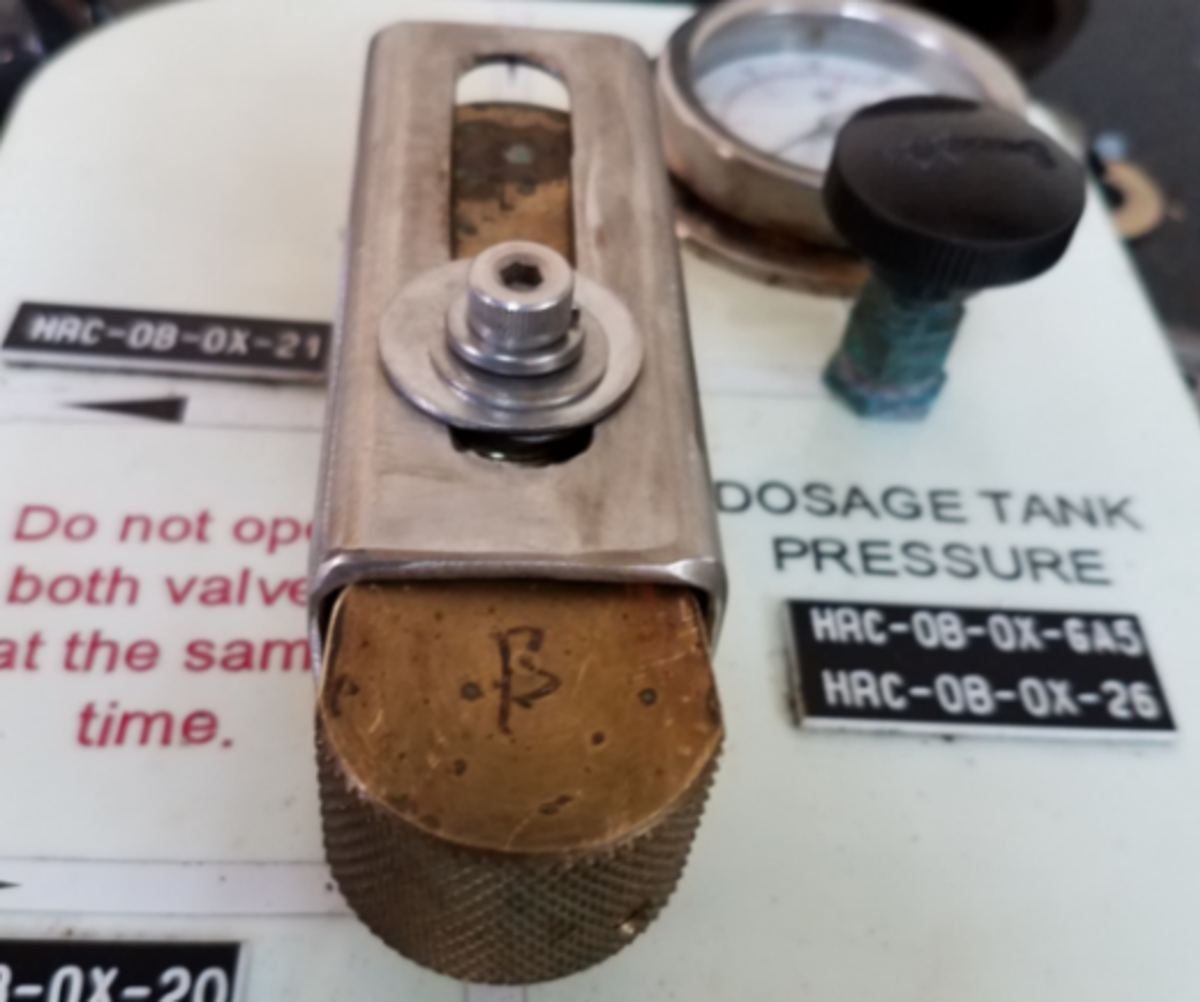 HRC-OB-OX-21
Do not ope
both valve
at the sam
time.
DOSAGE TANK
PRESSURE
HRC-OB-OX-6A5
HRC-OB-OX-26
-OX-20